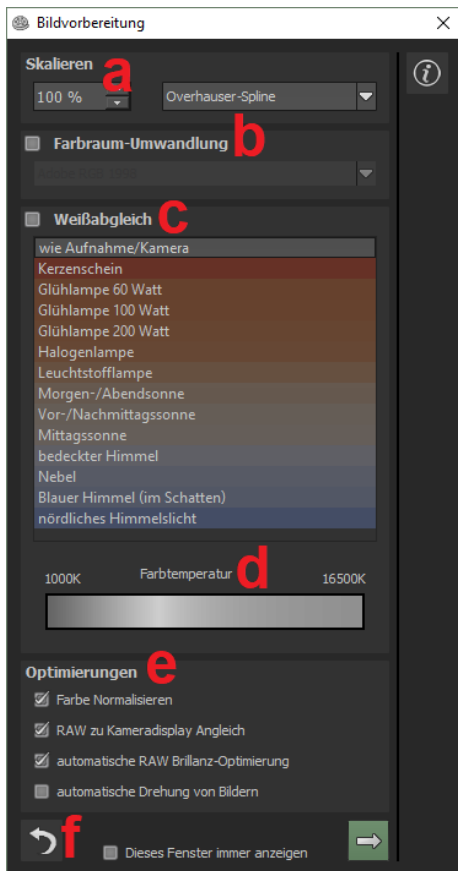 Bildvorbereitung
Skalieren a
100 % Overhauser-Spline
Farbraum-Umwandlung b
Adobe RGB 1998
Weißabgleich c
wie Aufnahme/Kamera
Kerzenschein
Glühlampe 60 Watt
Glühlampe 100 Watt
Glühlampe 200 Watt
Halogenlampe
Leuchtstofflampe
Morgen-/Abendsonne
Vor-/Nachmittagssonne
Mittagssonne
bedeckter Himmel
Nebel
Blauer Himmel (im Schatten)
nördliches Himmelslicht
1000K Farbtemperatur d 16500K
Optimierungen e
Farbe Normalisieren
RAW zu Kameradisplay Angleich
automatische RAW Brillanz-Optimierung
automatische Drehung von Bildern
f Dieses Fenster immer anzeigen